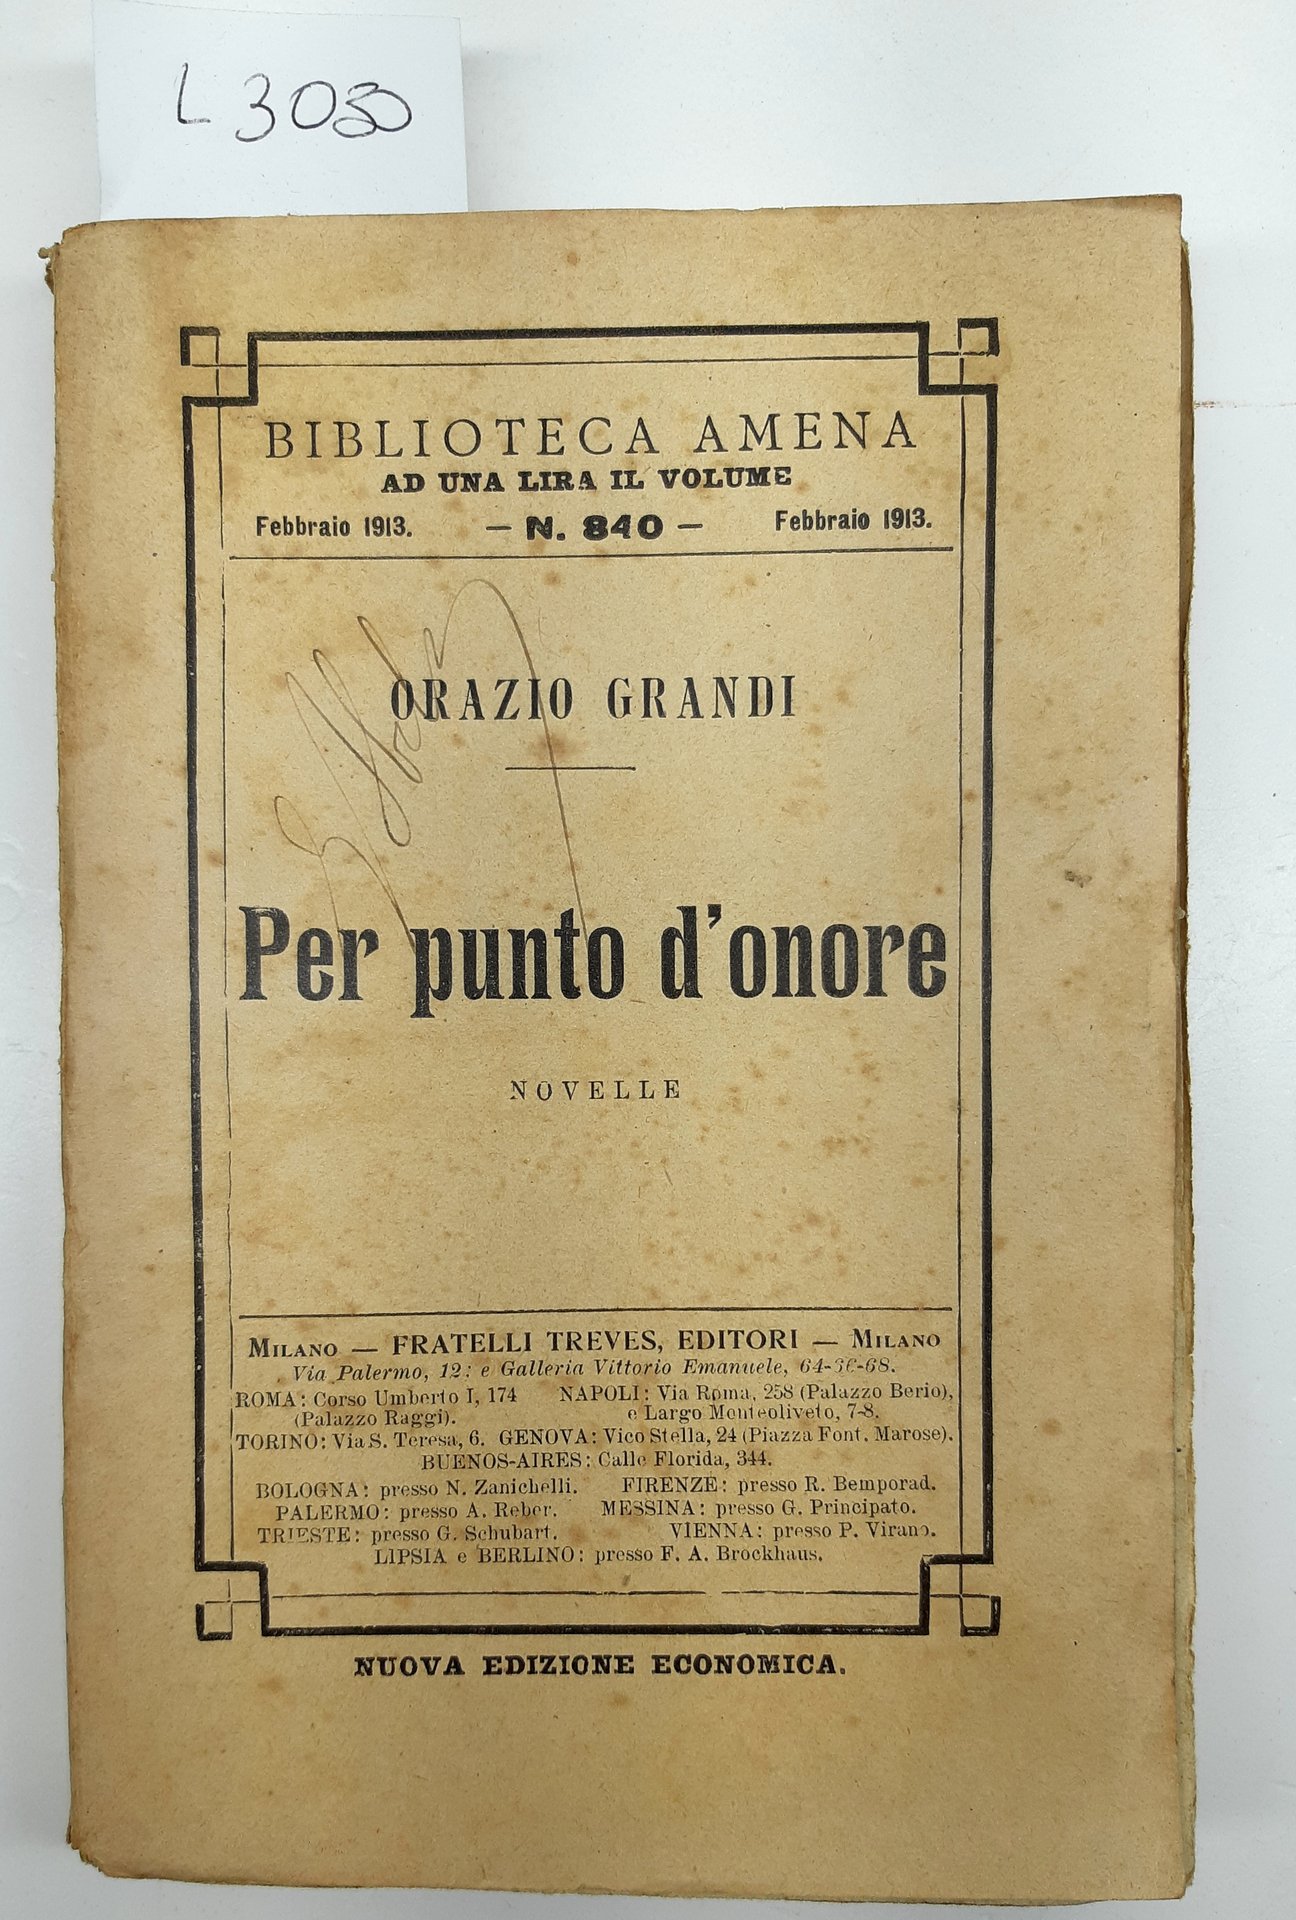 L 3030
BIBLIOTECA AMENA
AD UNA LIRA IL VOLUME
Febbraio 1913. — N. 840 — Febbraio 1913.
ORAZIO GRANDI
Per punto d'onore
NOVELLE
MILANO — FRATELLI TREVES, EDITORI — MILANO
Via Palermo, 12: e Galleria Vittorio Emanuele, 64-66-68.
ROMA: Corso Umberto I, 174 NAPOLI: Via Roma, 258 (Palazzo Berio),
(Palazzo Raggi). e Largo Monteoliveto, 7-8.
TORINO: Via S. Teresa, 6. GENOVA: Vico Stella, 24 (Piazza Font. Marose).
BUENOS-AIRES: Calle Florida, 344.
BOLOGNA: presso N. Zanichelli. FIRENZE: presso R. Bemporad.
PALERMO: presso A. Reber. MESSINA: presso G. Principato.
TRIESTE: presso G. Schubart. VIENNA: presso P. Virano.
LIPSIA e BERLINO: presso F. A. Brockhaus.
NUOVA EDIZIONE ECONOMICA.